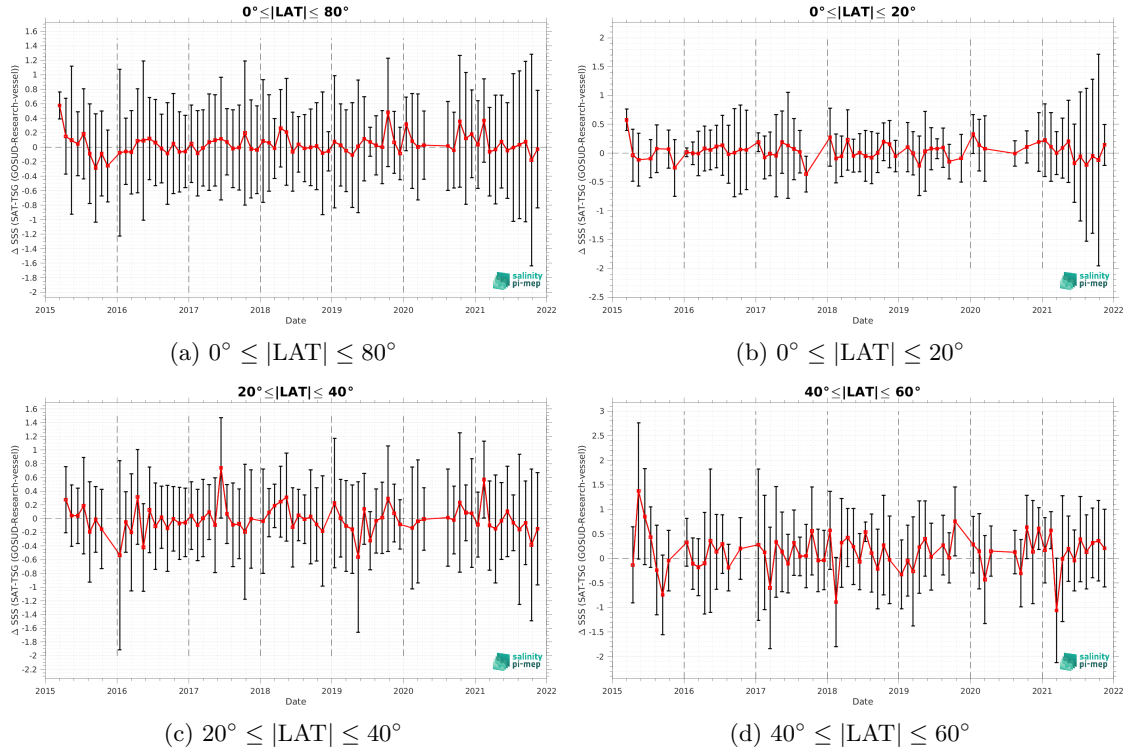 0°≤|LAT|≤ 80°
Δ SSS (SAT-TSG (GOSUD-Research-vessel))
1.6
1.4
1.2
1
0.8
0.6
0.4
0.2
0
-0.2
-0.4
-0.6
-0.8
-1
-1.2
-1.4
-1.6
-1.8
-2
2015 2016 2017 2018 2019 2020 2021 2022
Date
salinity
pi-mep
(a) 0° ≤ |LAT| ≤ 80°
0°≤|LAT|≤ 20°
Δ SSS (SAT-TSG (GOSUD-Research-vessel))
2
1.5
1
0.5
0
-0.5
-1
-1.5
-2
-2.5
2015 2016 2017 2018 2019 2020 2021 2022
Date
salinity
pi-mep
(b) 0° ≤ |LAT| ≤ 20°
20°≤|LAT|≤ 40°
Δ SSS (SAT-TSG (GOSUD-Research-vessel))
1.6
1.4
1.2
1
0.8
0.6
0.4
0.2
0
-0.2
-0.4
-0.6
-0.8
-1
-1.2
-1.4
-1.6
-1.8
-2
-2.2
2015 2016 2017 2018 2019 2020 2021 2022
Date
salinity
pi-mep
(c) 20° ≤ |LAT| ≤ 40°
40°≤|LAT|≤ 60°
Δ SSS (SAT-TSG (GOSUD-Research-vessel))
3
2.5
2
1.5
1
0.5
0
-0.5
-1
-1.5
-2
2015 2016 2017 2018 2019 2020 2021 2022
Date
salinity
pi-mep
(d) 40° ≤ |LAT| ≤ 60°